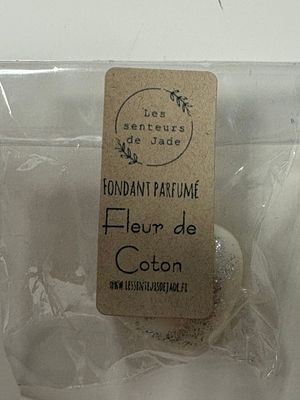 Les
senteurs
de Jade
FONDANT PARFUMÉ
Fleur de
Coton
WWW.LESSENTEURSDEJADE.FR